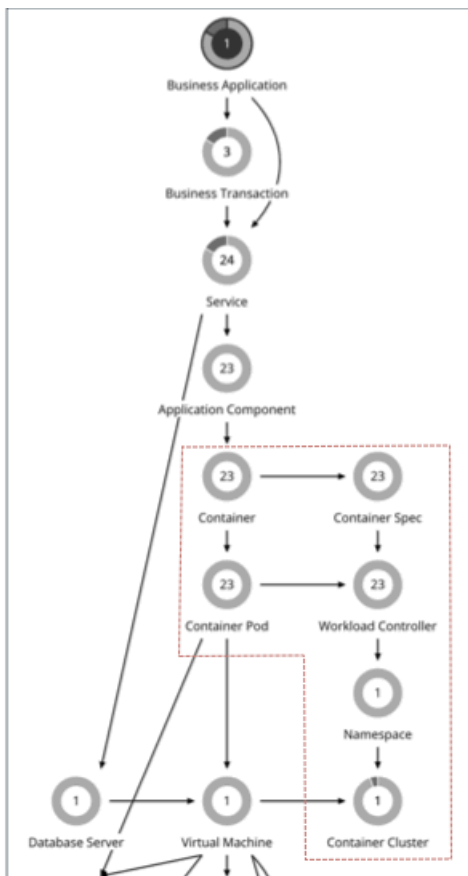 1
Business Application
3
Business Transaction
24
Service
23
Application Component
23
23
Container
Container Spec
23
23
Container Pod
Workload Controller
1
Namespace
1
1
1
Database Server
Virtual Machine
Container Cluster